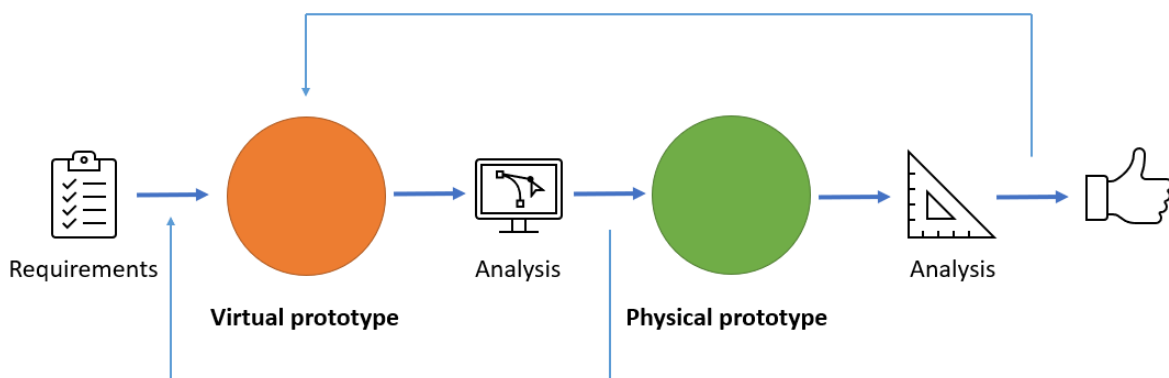 Requirements
Analysis
Analysis
Virtual prototype
Physical prototype